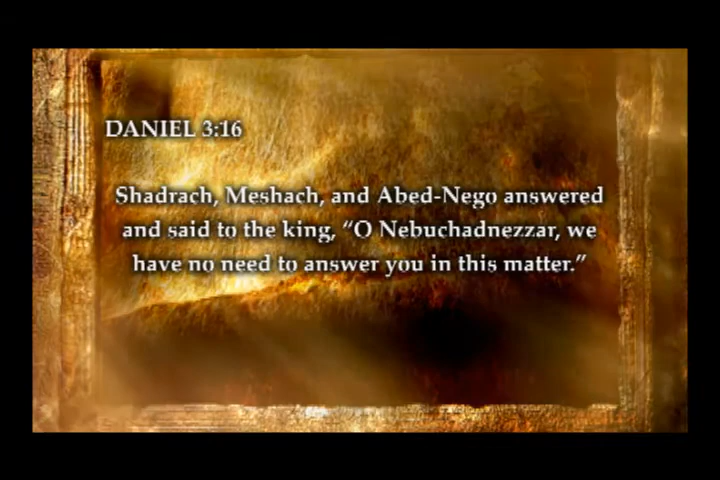 DANIEL 3:16
Shadrach, Meshach, and Abed-Nego answered
and said to the king, “O Nebuchadnezzar, we
have no need to answer you in this matter.”